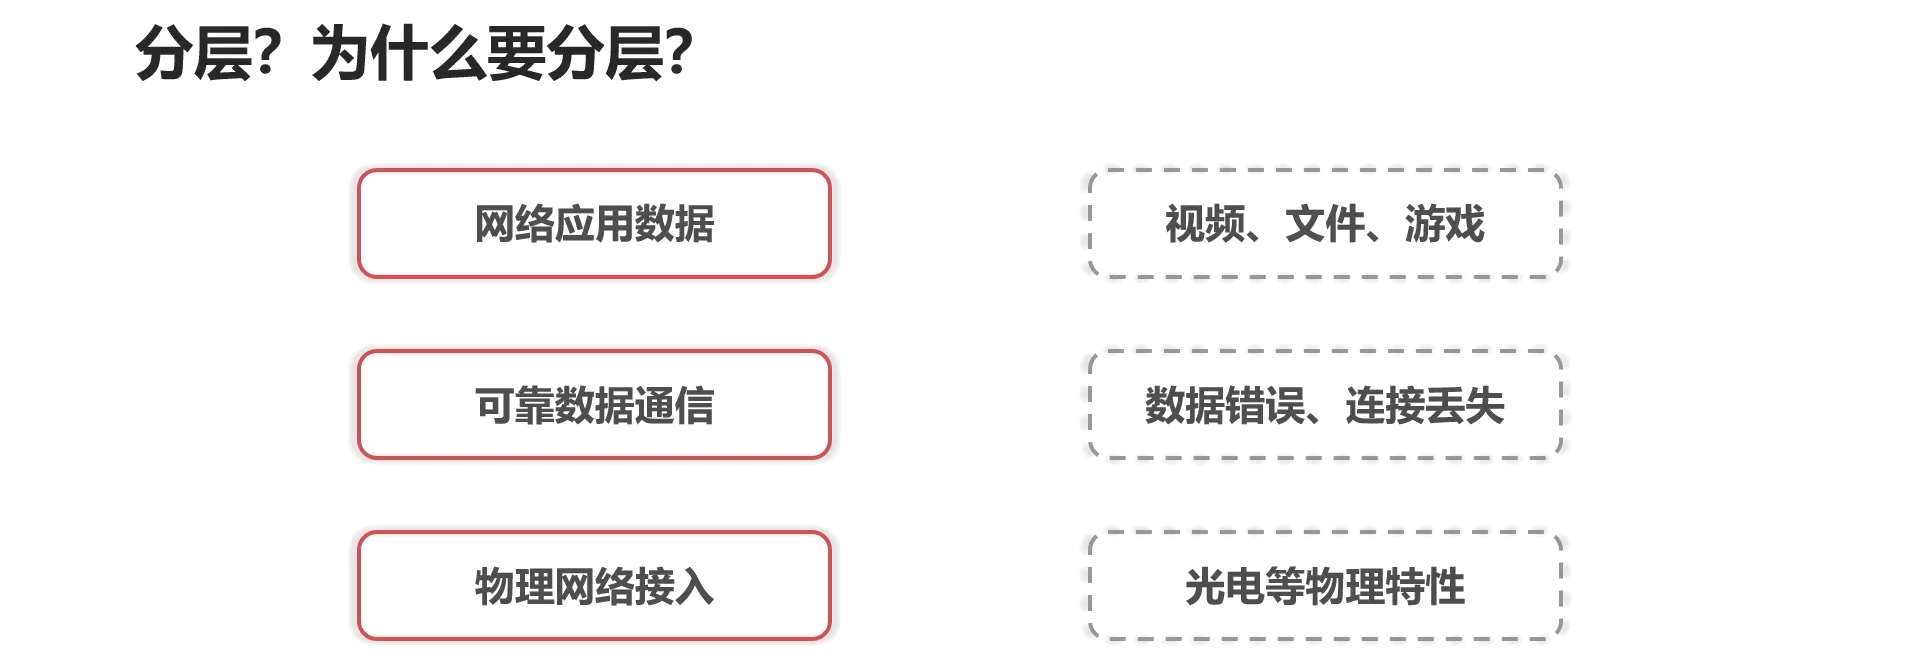 分层？为什么要分层？
网络应用数据
视频、文件、游戏
可靠数据通信
数据错误、连接丢失
物理网络接入
光电等物理特性